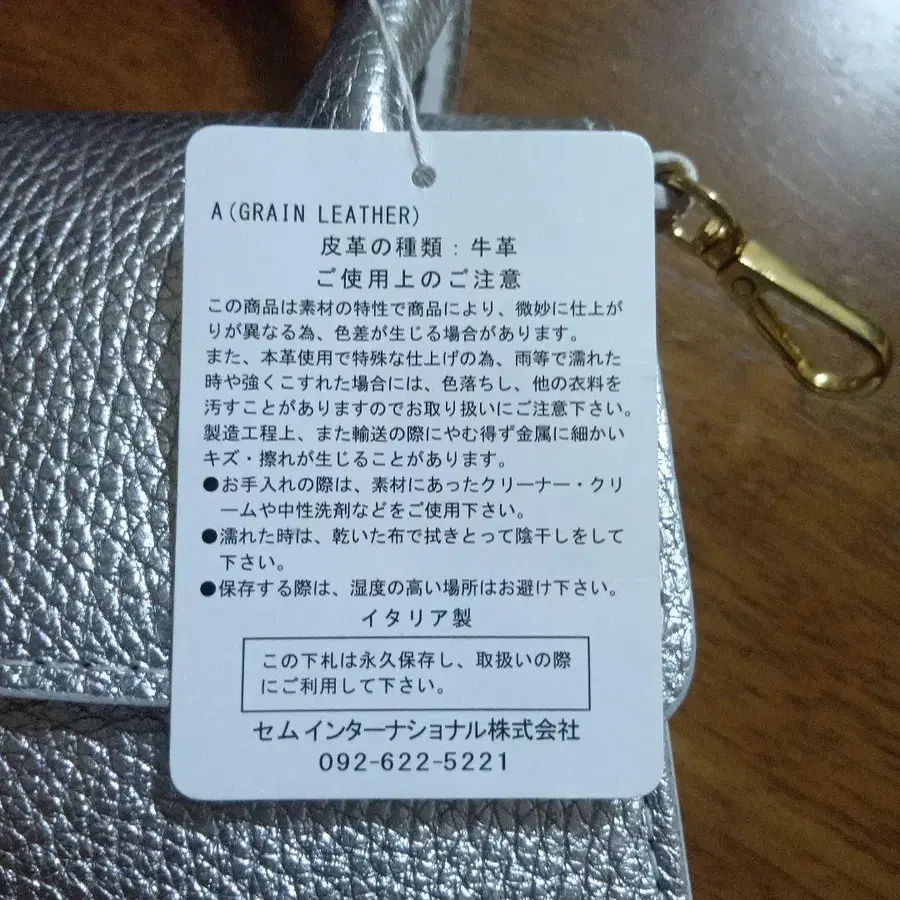 A(GRAIN LEATHER)
皮革の種類：牛革
ご使用上のご注意
この商品は素材の特性で商品により、微妙に仕上が
りが異なる為、色差が生じる場合があります。
また、本革使用で特殊な仕上げの為、雨等で濡れた
時や強くこすれた場合には、色落ちし、他の衣料を
汚すことがありますのでお取り扱いにご注意下さい。
製造工程上、また輸送の際にやむ得ず金属に細かい
キズ・擦れが生じることがあります。
●お手入れの際は、素材にあったクリーナー・クリ
ームや中性洗剤などをご使用下さい。
●濡れた時は、乾いた布で拭きとって陰干しをして
下さい。
●保存する際は、湿度の高い場所はお避け下さい。
イタリア製
この下札は永久保存し、取扱いの際
にご利用して下さい。
セムインターナショナル株式会社
092-622-5221